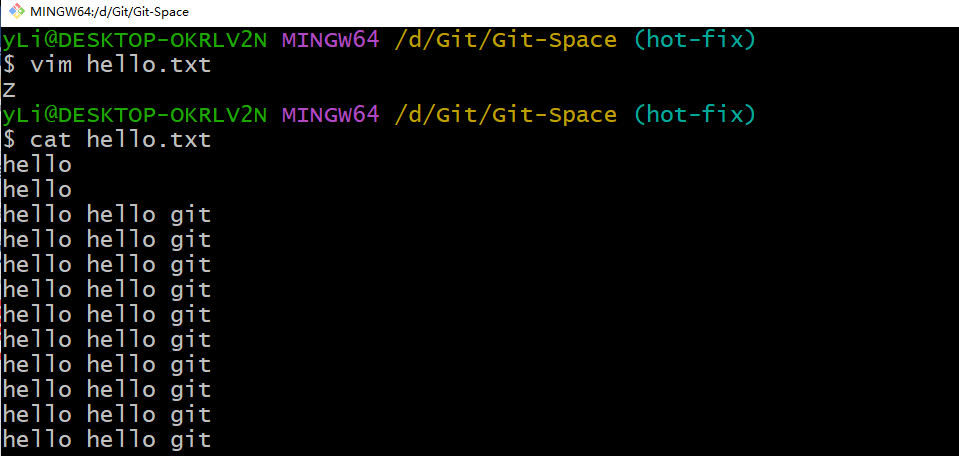 MINGW64:/d/Git/Git-Space
yLi@DESKTOP-OKRLV2N MINGW64 /d/Git/Git-Space (hot-fix)
$ vim hello.txt
Z
yLi@DESKTOP-OKRLV2N MINGW64 /d/Git/Git-Space (hot-fix)
$ cat hello.txt
hello
hello
hello hello git
hello hello git
hello hello git
hello hello git
hello hello git
hello hello git
hello hello git
hello hello git
hello hello git
hello hello git